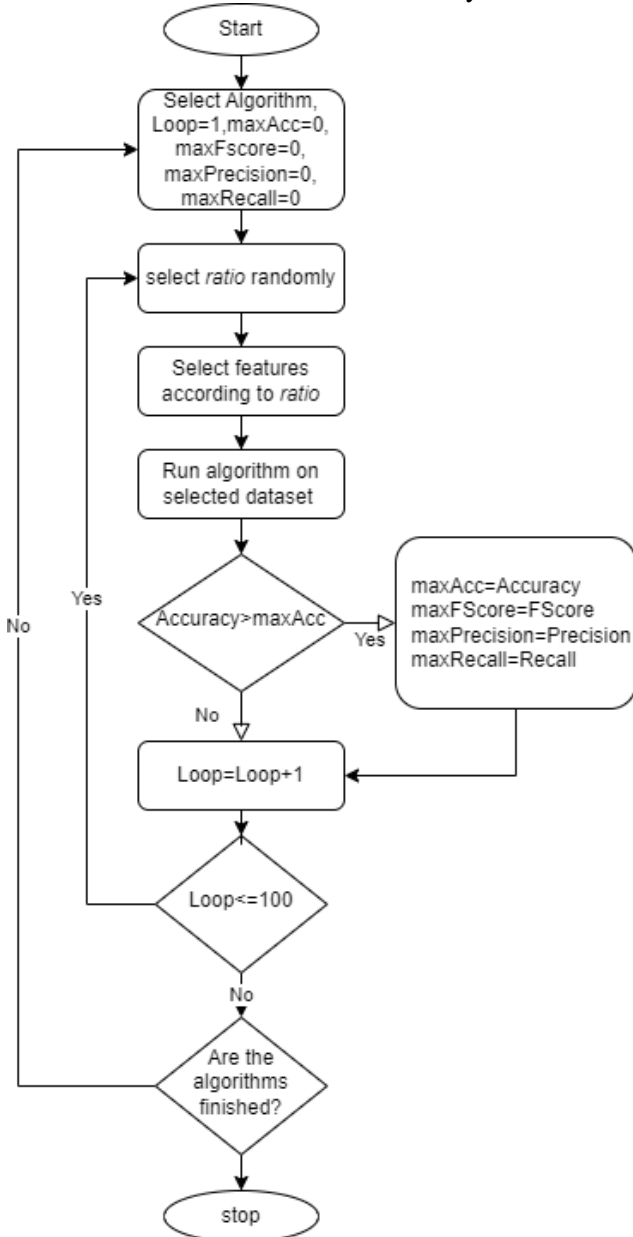 Start
Select Algorithm,
Loop=1,maxAcc=0,
maxFscore=0,
maxPrecision=0,
maxRecall=0
select ratio randomly
Select features
according to ratio
Run algorithm on
selected dataset
Accuracy>maxAcc
Yes
maxAcc=Accuracy
maxFScore=FScore
maxPrecision=Precision
maxRecall=Recall
No
Loop=Loop+1
Loop<=100
Yes
No
Are the
algorithms
finished?
No
stop